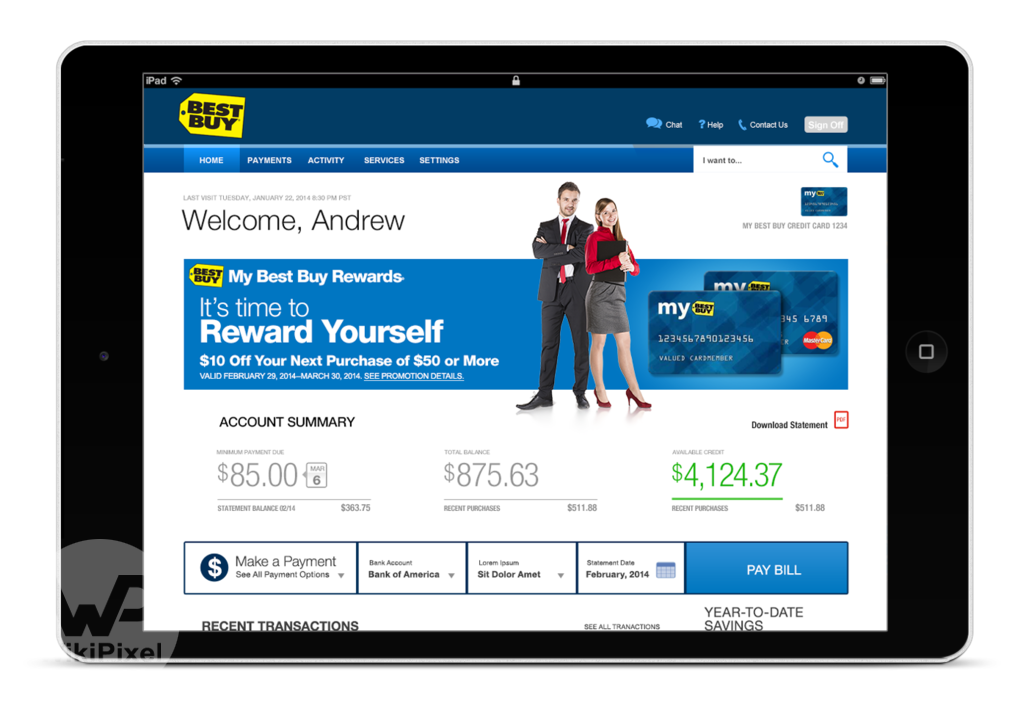 iPad
BEST
BUY
Chat
? Help
Contact Us
Sign Off
HOME
PAYMENTS
ACTIVITY
SERVICES
SETTINGS
I want to...
LAST VISIT TUESDAY, JANUARY 22, 2014 8:30 PM PST
Welcome, Andrew
my BEST BUY
MY BEST BUY CREDIT CARD 1234
BEST BUY My Best Buy Rewards
It's time to
Reward Yourself
$10 Off Your Next Purchase of $50 or More
VALID FEBRUARY 29, 2014–MARCH 30, 2014. SEE PROMOTION DETAILS.
my BEST BUY
345 6789
MasterCard
my BEST BUY
1234567890123456
VALUED CARDMEMBER
ACCOUNT SUMMARY
Download Statement
PDF
MINIMUM PAYMENT DUE
$85.00
MAR
6
STATEMENT BALANCE 02/14 $363.75
TOTAL BALANCE
$875.63
RECENT PURCHASES $511.88
AVAILABLE CREDIT
$4,124.37
RECENT PURCHASES $511.88
$
Make a Payment
See All Payment Options
Bank Account
Bank of America
Lorem Ipsum
Sit Dolor Amet
Statement Date
February, 2014
PAY BILL
RECENT TRANSACTIONS
SEE ALL TRANACTIONS
YEAR-TO-DATE
SAVINGS
WP
ikiPixel